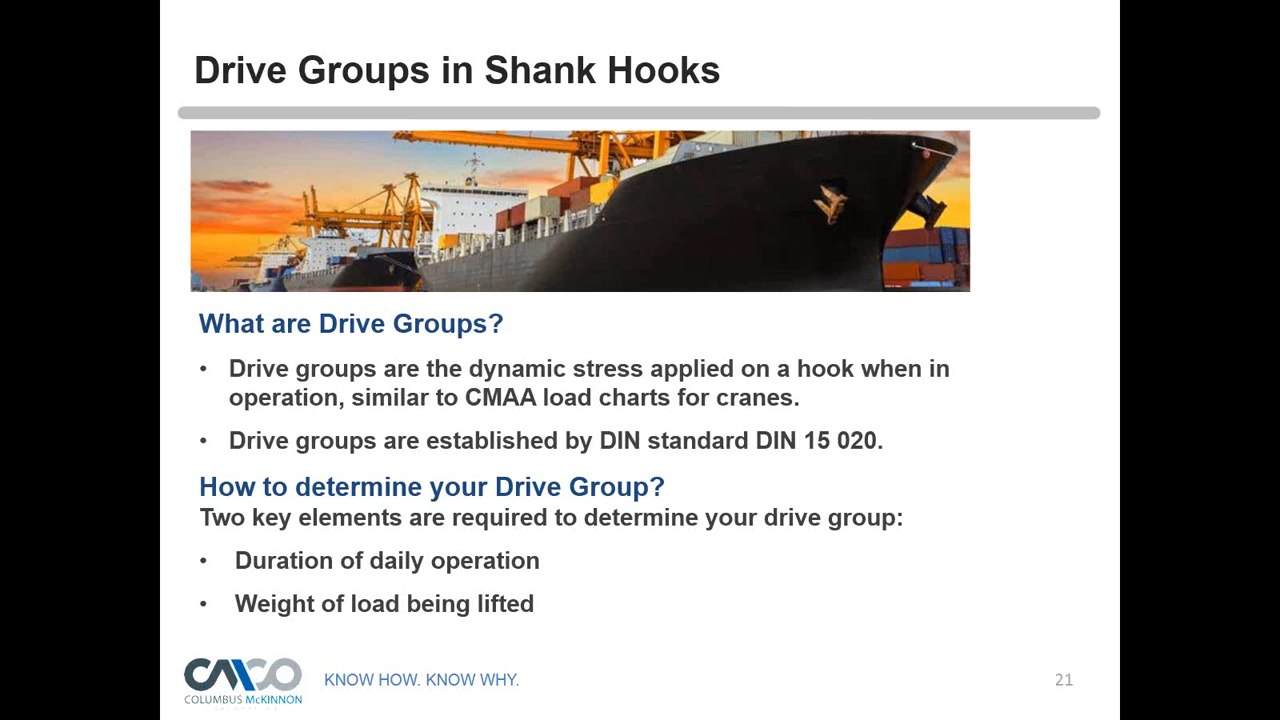 Drive Groups in Shank Hooks
What are Drive Groups?
• Drive groups are the dynamic stress applied on a hook when in
operation, similar to CMAA load charts for cranes.
• Drive groups are established by DIN standard DIN 15 020.
How to determine your Drive Group?
Two key elements are required to determine your drive group:
• Duration of daily operation
• Weight of load being lifted
CMCO
COLUMBUS McKINNON
KNOW HOW. KNOW WHY.
21